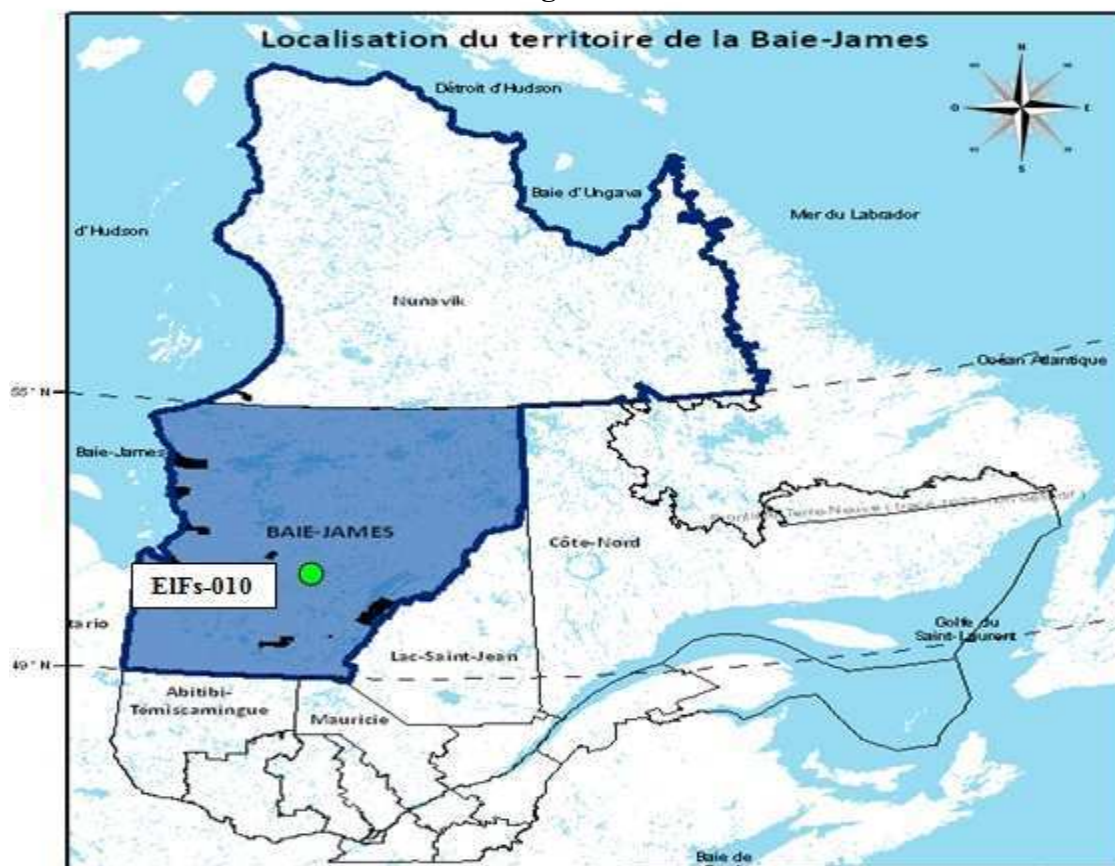 Localisation du territoire de la Baie-James
N
O
E
S
Détroit d'Hudson
Baie d'Ungava
Mer du Labrador
d'Hudson
Nunavik
Océan Atlantique
55° N
Baie-James
BAIE-JAMES
Côte-Nord
ElFs-010
tario
Golfe du
Saint-Laurent
49° N
Lac-Saint-Jean
Abitibi-
Témiscamingue
Mauricie
Baie de